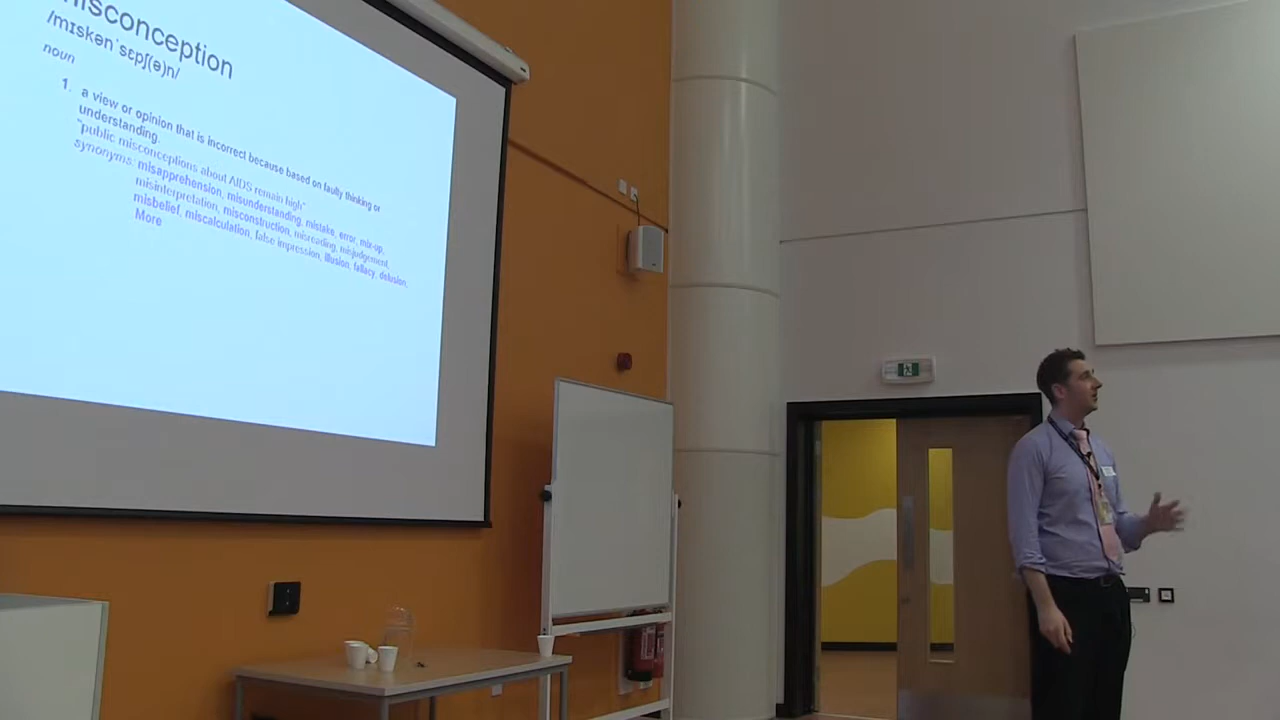 misconception
/mɪskənˈsɛpʃ(ə)n/
noun
1. a view or opinion that is incorrect because based on faulty thinking or
understanding.
"public misconceptions about AIDS remain high"
synonyms: misapprehension, misunderstanding, mistake, error, mix-up,
misinterpretation, misconstruction, misreading, misjudgement,
misbelief, miscalculation, false impression, illusion, fallacy, delusion,
More